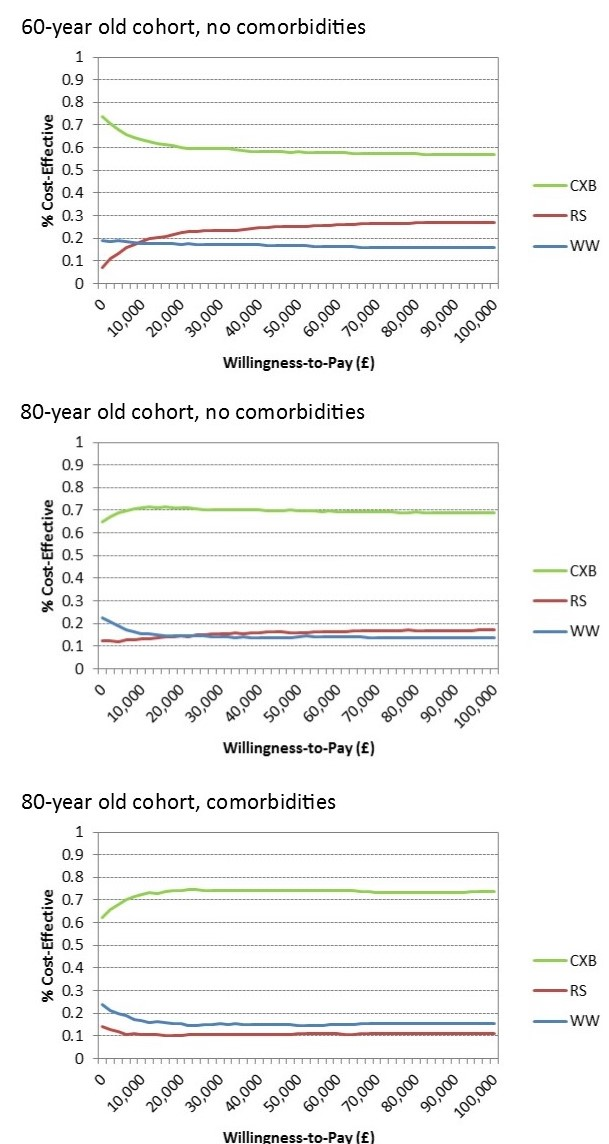 60-year old cohort, no comorbidities
1
0.9
0.8
0.7
0.6
0.5
0.4
0.3
0.2
0.1
0
% Cost-Effective
CXB
RS
WW
0 10,000 20,000 30,000 40,000 50,000 60,000 70,000 80,000 90,000 100,000
Willingness-to-Pay (£)
80-year old cohort, no comorbidities
1
0.9
0.8
0.7
0.6
0.5
0.4
0.3
0.2
0.1
0
% Cost-Effective
CXB
RS
WW
0 10,000 20,000 30,000 40,000 50,000 60,000 70,000 80,000 90,000 100,000
Willingness-to-Pay (£)
80-year old cohort, comorbidities
1
0.9
0.8
0.7
0.6
0.5
0.4
0.3
0.2
0.1
0
% Cost-Effective
CXB
RS
WW
0 10,000 20,000 30,000 40,000 50,000 60,000 70,000 80,000 90,000 100,000
Willingness-to-Pay (£)